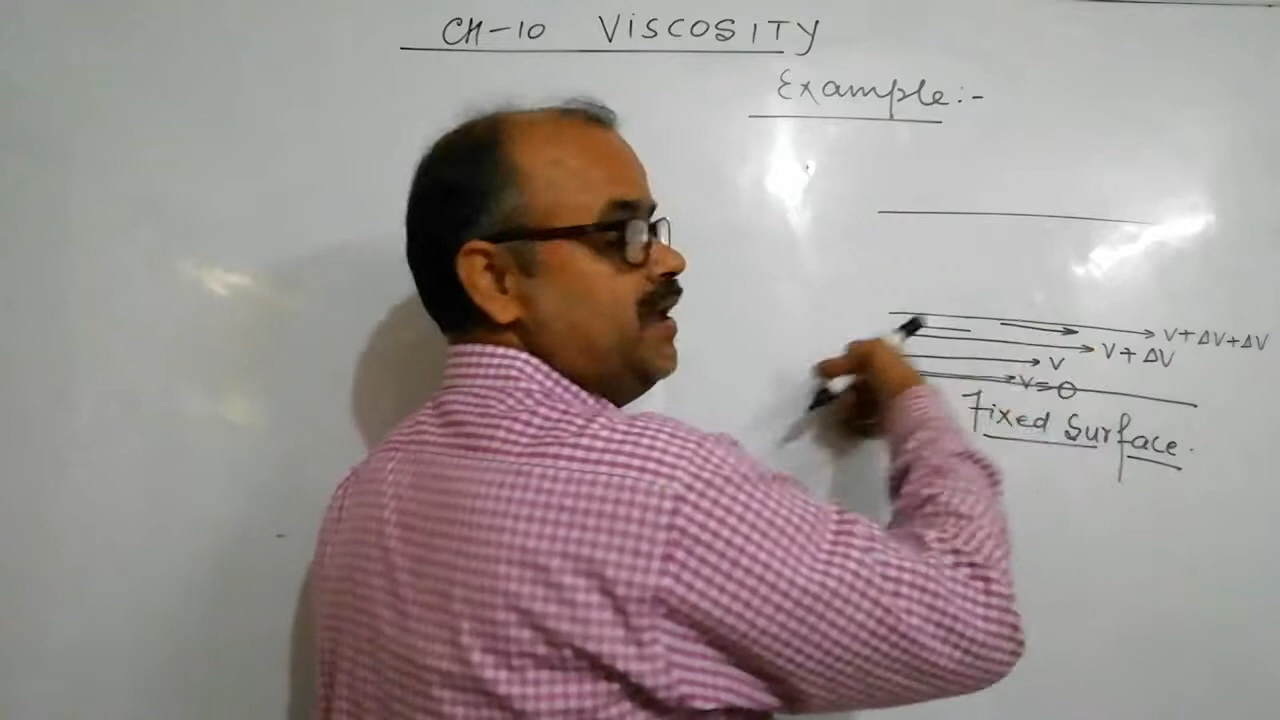 CH-10 VISCOSITY
Example:-
V+ΔV+ΔV
V+ΔV
V
V=0
Fixed Surface.